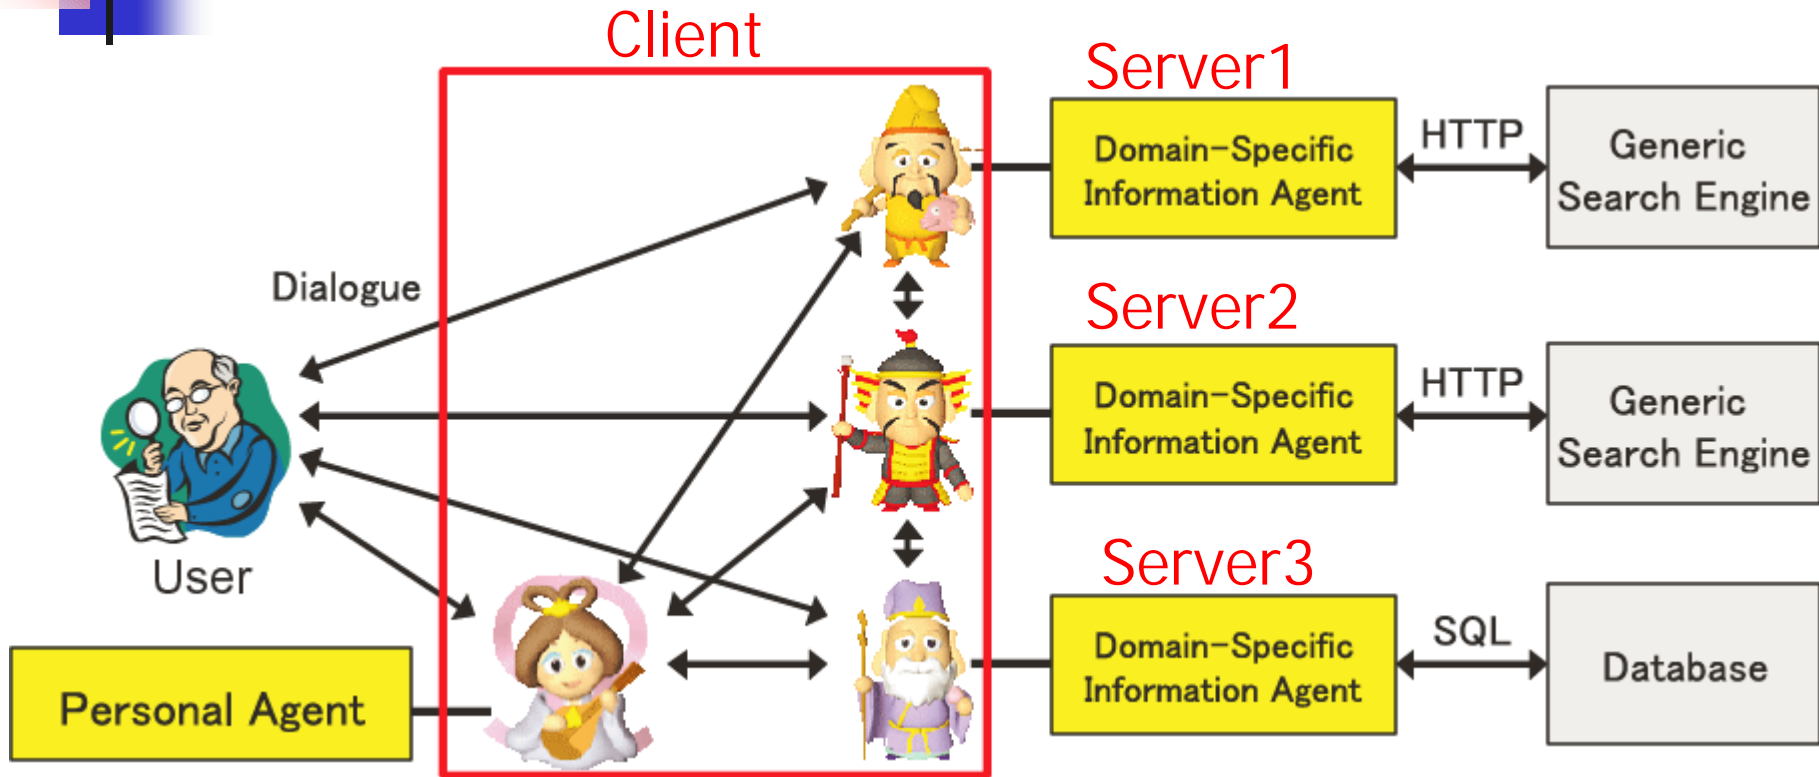 Client
Server1
Domain-Specific
Information Agent
HTTP
Generic
Search Engine
Dialogue
Server2
Domain-Specific
Information Agent
HTTP
Generic
Search Engine
User
Server3
Domain-Specific
Information Agent
SQL
Database
Personal Agent